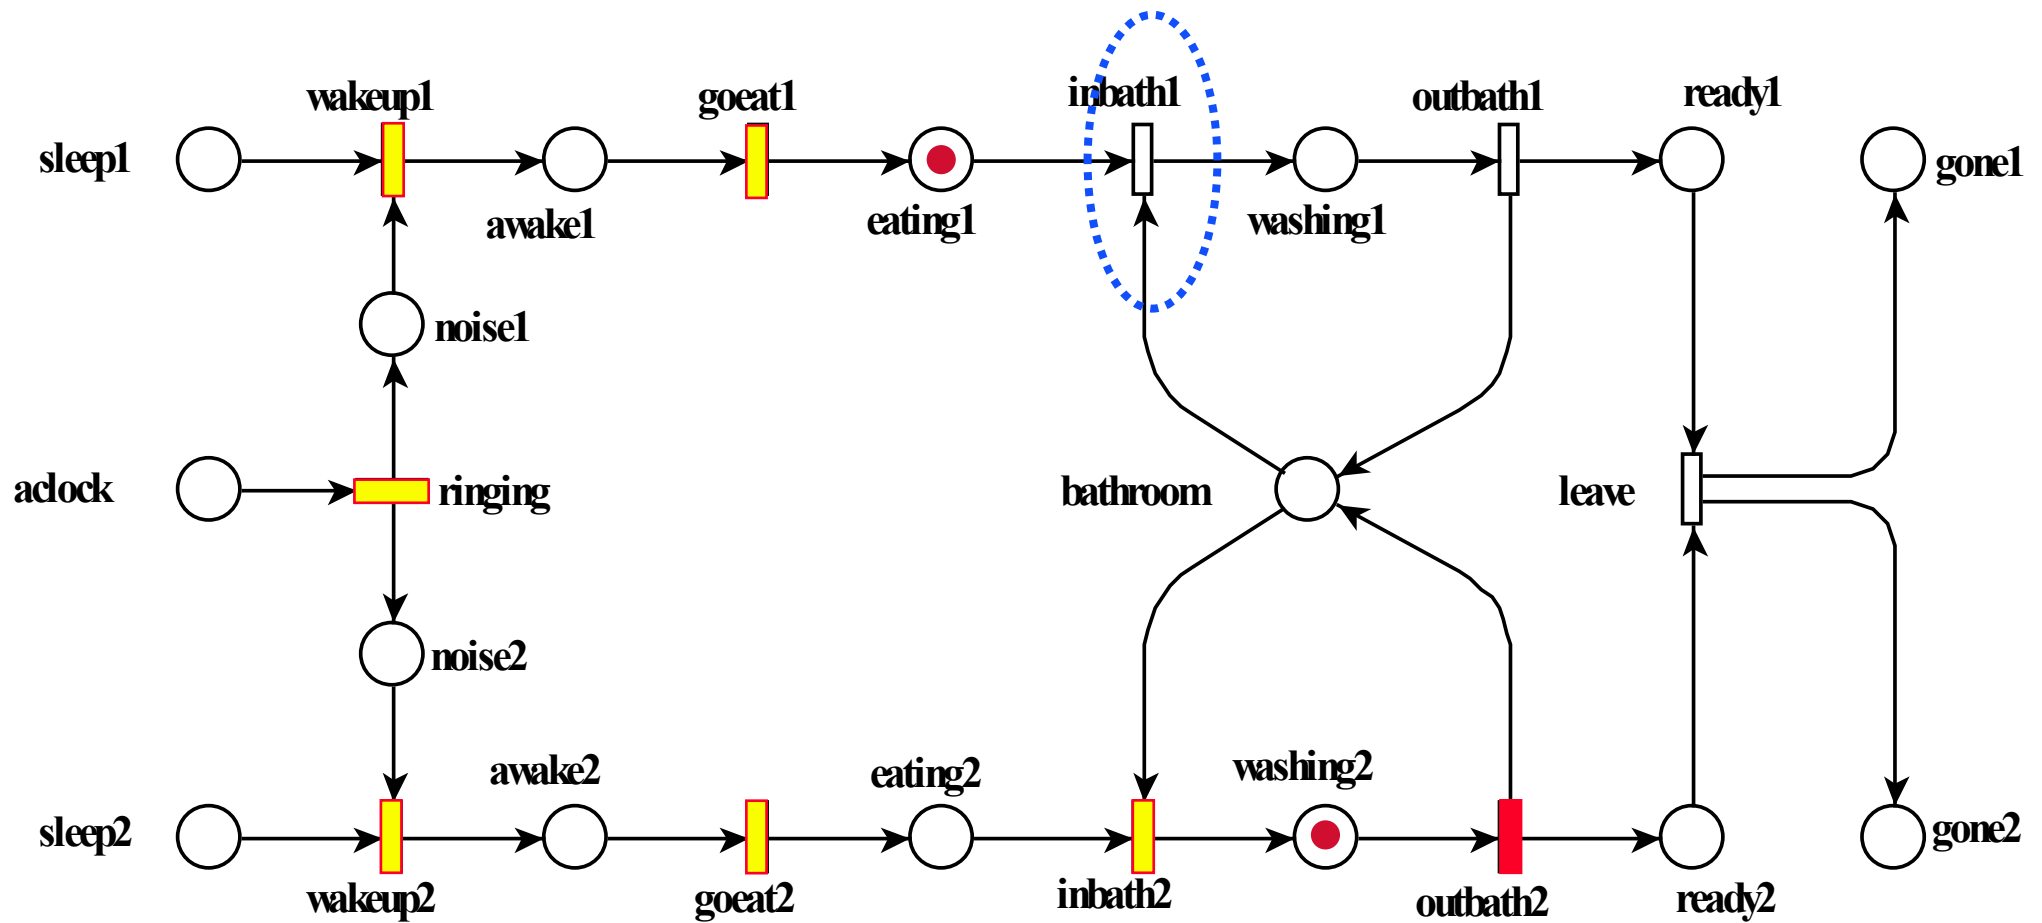 wakeup1
goeat1
inbath1
outbath1
ready1
sleep1
gone1
awake1
eating1
washing1
noise1
aclock
ringing
bathroom
leave
noise2
awake2
eating2
washing2
sleep2
gone2
wakeup2
goeat2
inbath2
outbath2
ready2